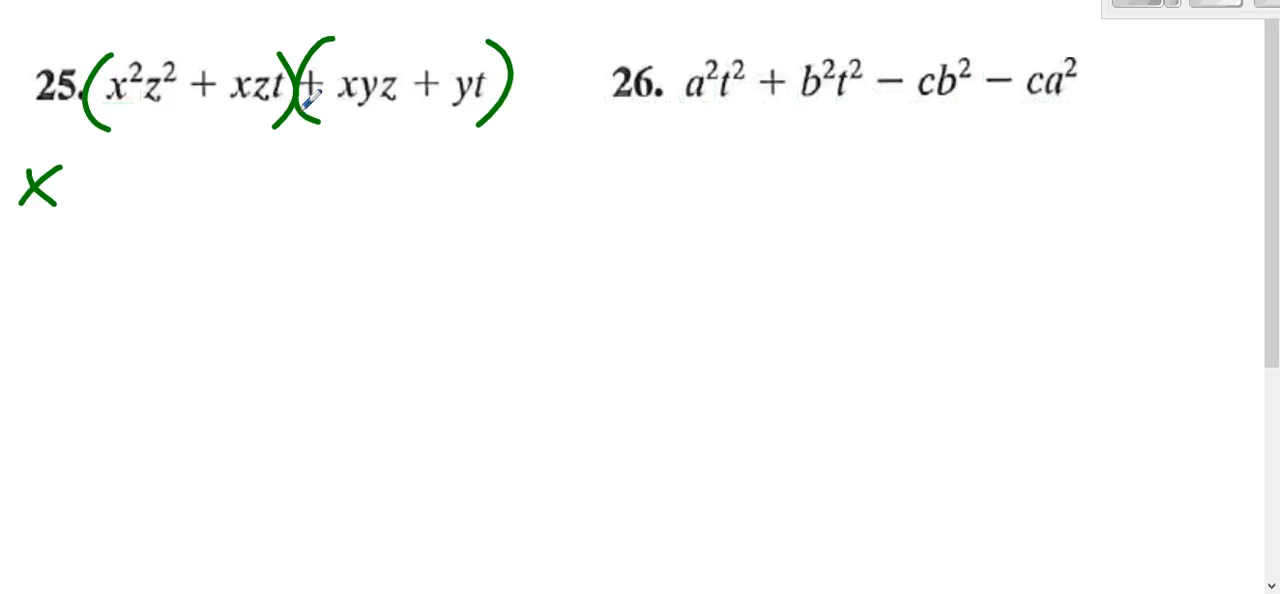 25. (x²z² + xzt)(+ xyz + yt)
26. a²t² + b²t² − cb² − ca²
x